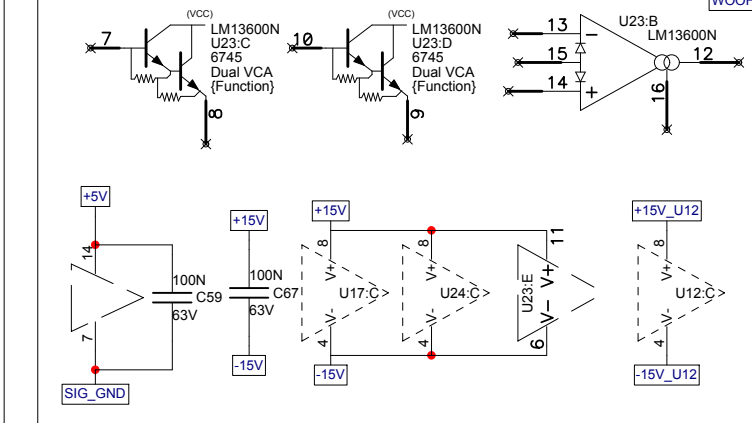 WOOF
(VCC)
LM13600N
U23:C
6745
Dual VCA
{Function}
7
8
(VCC)
LM13600N
U23:D
6745
Dual VCA
{Function}
10
9
U23:B
LM13600N
13
15
14
12
16
+5V
14
7
100N
C59
63V
SIG_GND
+15V
100N
C67
63V
-15V
+15V
8
V+
U17:C
V-
4
-15V
8
V+
U24:C
V-
4
11
V+
U23:E
V-
6
+15V_U12
8
V+
U12:C
V-
4
-15V_U12